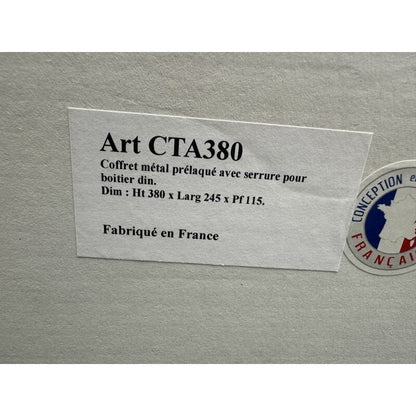 Art CTA380
Coffret métal prélaqué avec serrure pour
boitier din.
Dim : Ht 380 x Larg 245 x Pf 115.
Fabriqué en France
CONCEPTION